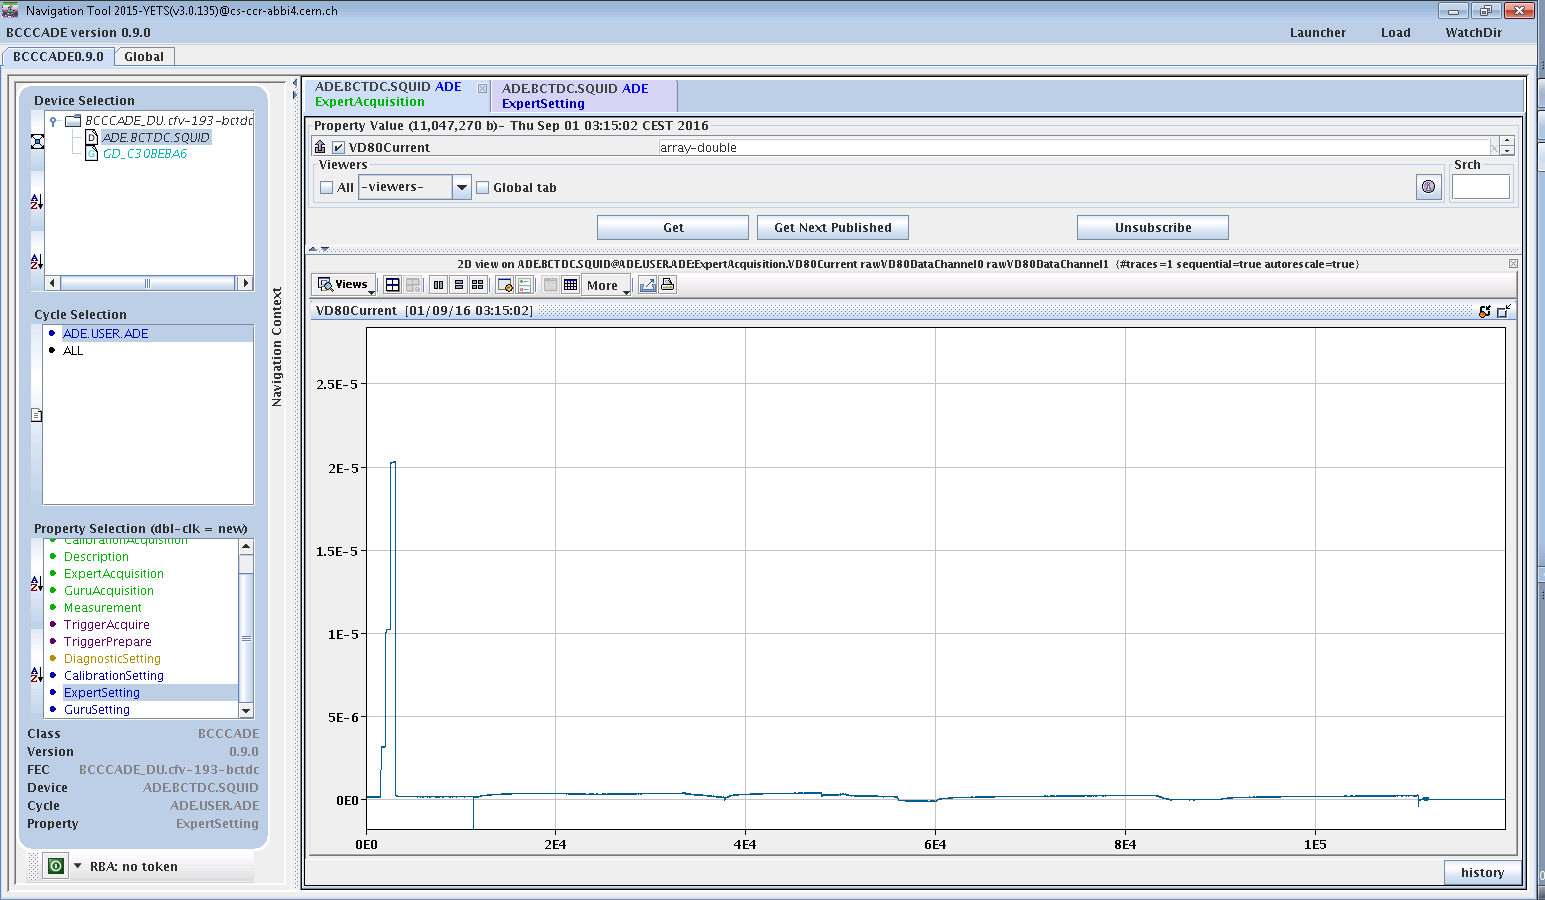 Navigation Tool 2015-YETS(v3.0.135)@cs-ccr-abbi4.cern.ch
BCCCADE version 0.9.0
Launcher Load WatchDir
BCCCADE0.9.0 Global
Device Selection
BCCCADE_DU.cfv-193-bctdc
ADE.BCTDC.SQUID
GD_C30BEBA6
Cycle Selection
ADE.USER.ADE
ALL
Property Selection (dbl-clk = new)
CalibrationAcquisition
Description
ExpertAcquisition
GuruAcquisition
Measurement
TriggerAcquire
TriggerPrepare
DiagnosticSetting
CalibrationSetting
ExpertSetting
GuruSetting
Class BCCCADE
Version 0.9.0
FEC BCCCADE_DU.cfv-193-bctdc
Device ADE.BCTDC.SQUID
Cycle ADE.USER.ADE
Property ExpertSetting
RBA: no token
Navigation Context
ADE.BCTDC.SQUID ADE
ExpertAcquisition
ADE.BCTDC.SQUID ADE
ExpertSetting
Property Value (11,047,270 b)- Thu Sep 01 03:15:02 CEST 2016
VD80Current array-double
Viewers
All -viewers- Global tab
Srch
Get Get Next Published Unsubscribe
2D view on ADE.BCTDC.SQUID@ADE.USER.ADE:ExpertAcquisition.VD80Current rawVD80DataChannel0 rawVD80DataChannel1 {#traces=1 sequential=true autorescale=true}
Views More
VD80Current [01/09/16 03:15:02]
2.5E-5
2E-5
1.5E-5
1E-5
5E-6
0E0
0E0 2E4 4E4 6E4 8E4 1E5
history